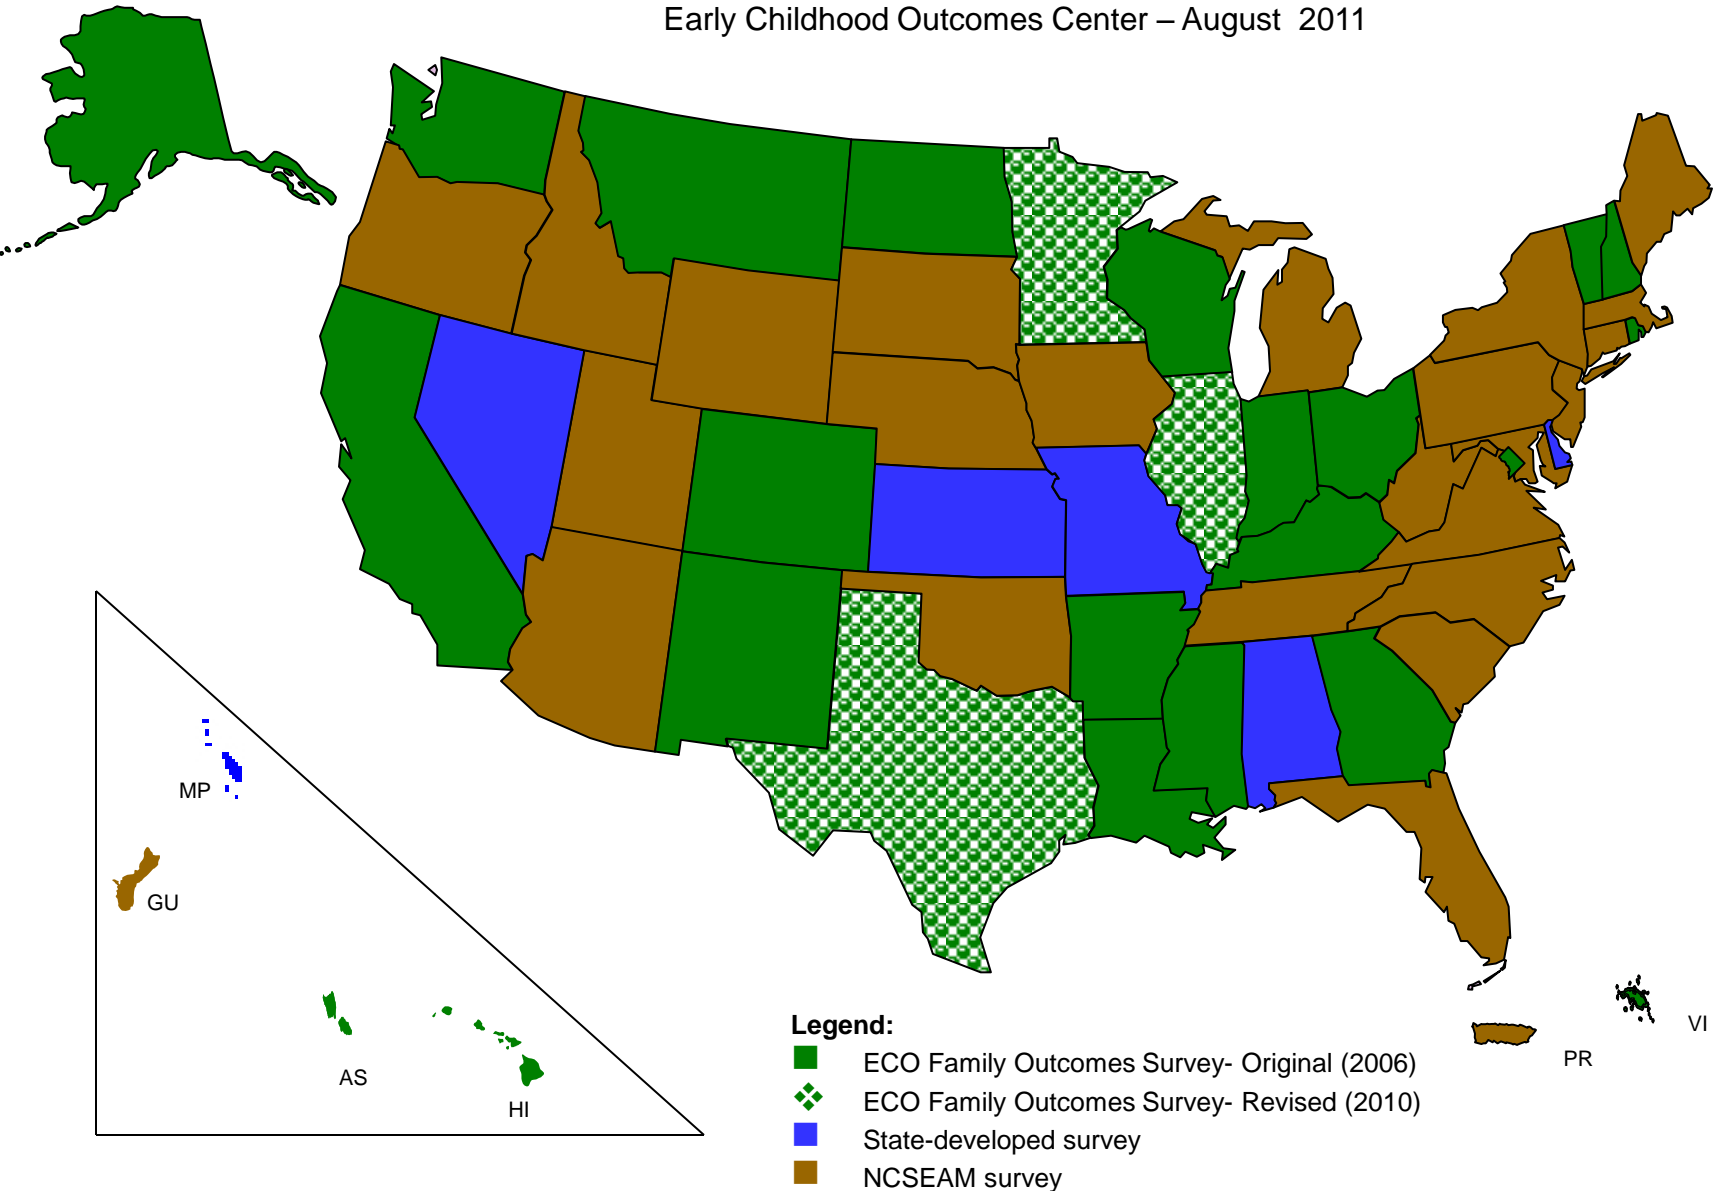 Early Childhood Outcomes Center – August  2011
MP
GU
AS
HI
VI
PR
Legend:
ECO Family Outcomes Survey- Original (2006)
ECO Family Outcomes Survey- Revised (2010)
State-developed survey
NCSEAM survey